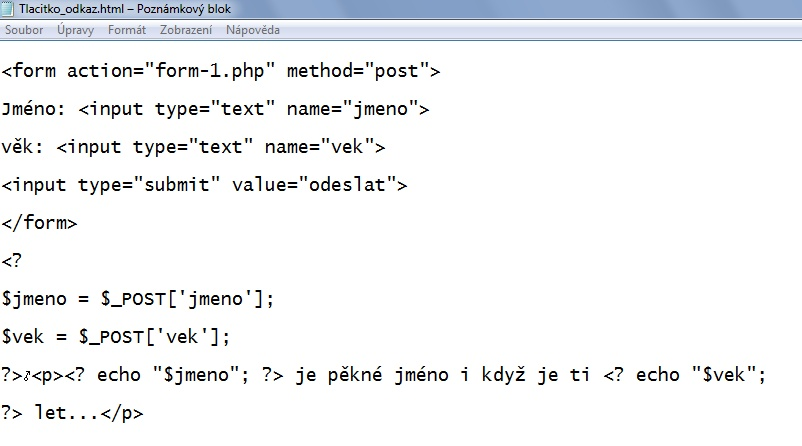 Tlacitko_odkaz.html – Poznámkový blok
Soubor Úpravy Formát Zobrazení Nápověda
<form action="form-1.php" method="post">
Jméno: <input type="text" name="jmeno">
věk: <input type="text" name="vek">
<input type="submit" value="odeslat">
</form>
<?
$jmeno = $_POST['jmeno'];
$vek = $_POST['vek'];
?><p><? echo "$jmeno"; ?> je pěkné jméno i když je ti <? echo "$vek";
?> let...</p>